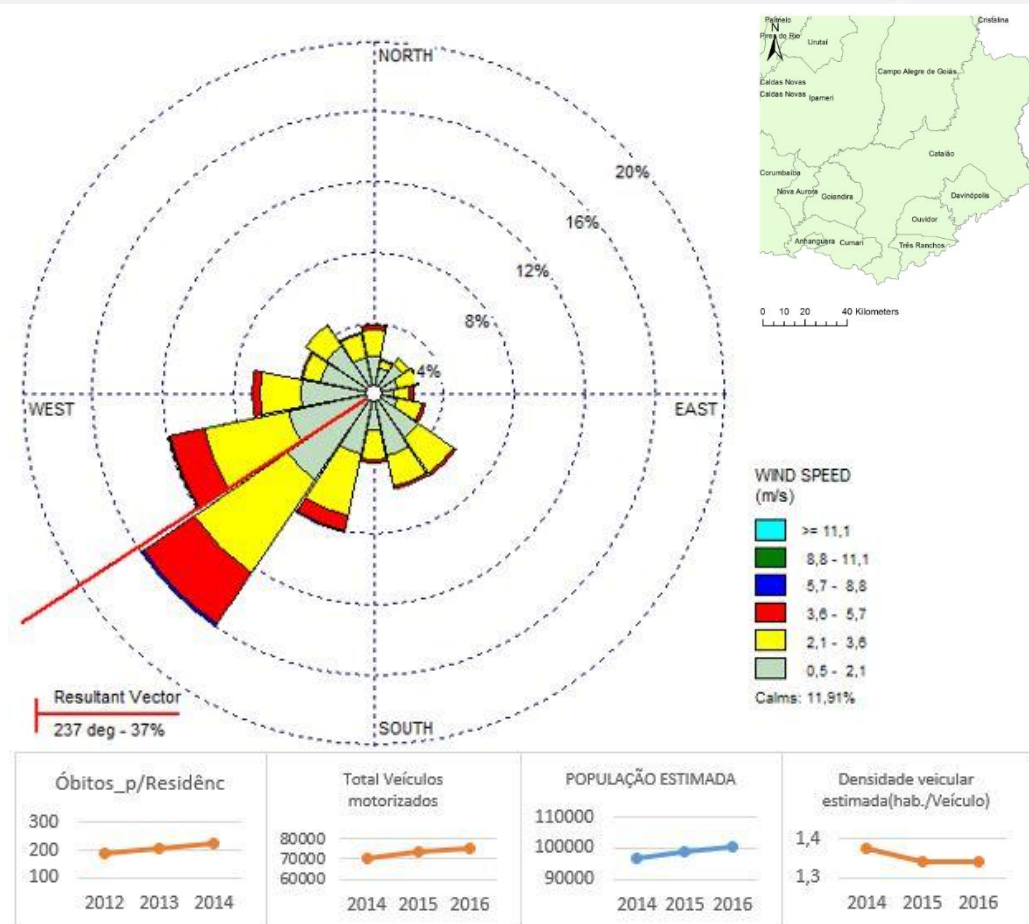 NORTH
20%
16%
12%
8%
4%
WEST
EAST
SOUTH
Resultant Vector
237 deg - 37%
WIND SPEED
(m/s)
>= 11,1
8,8 - 11,1
5,7 - 8,8
3,6 - 5,7
2,1 - 3,6
0,5 - 2,1
Calms: 11,91%
Palmelo
Cristalina
N
Pires do Rio
Urutaí
Campo Alegre de Goiás
Caldas Novas
Caldas Novas
Ipameri
Catalão
Corumbaíba
Nova Aurora
Goiandira
Davinópolis
Ouvidor
Anhanguera
Cumari
Três Ranchos
0 10 20 40 Kilometers
Óbitos_p/Residênc
300
200
100
2012 2013 2014
Total Veículos
motorizados
80000
70000
60000
2014 2015 2016
POPULAÇÃO ESTIMADA
110000
100000
90000
2014 2015 2016
Densidade veicular
estimada(hab./Veículo)
1,4
1,3
2014 2015 2016